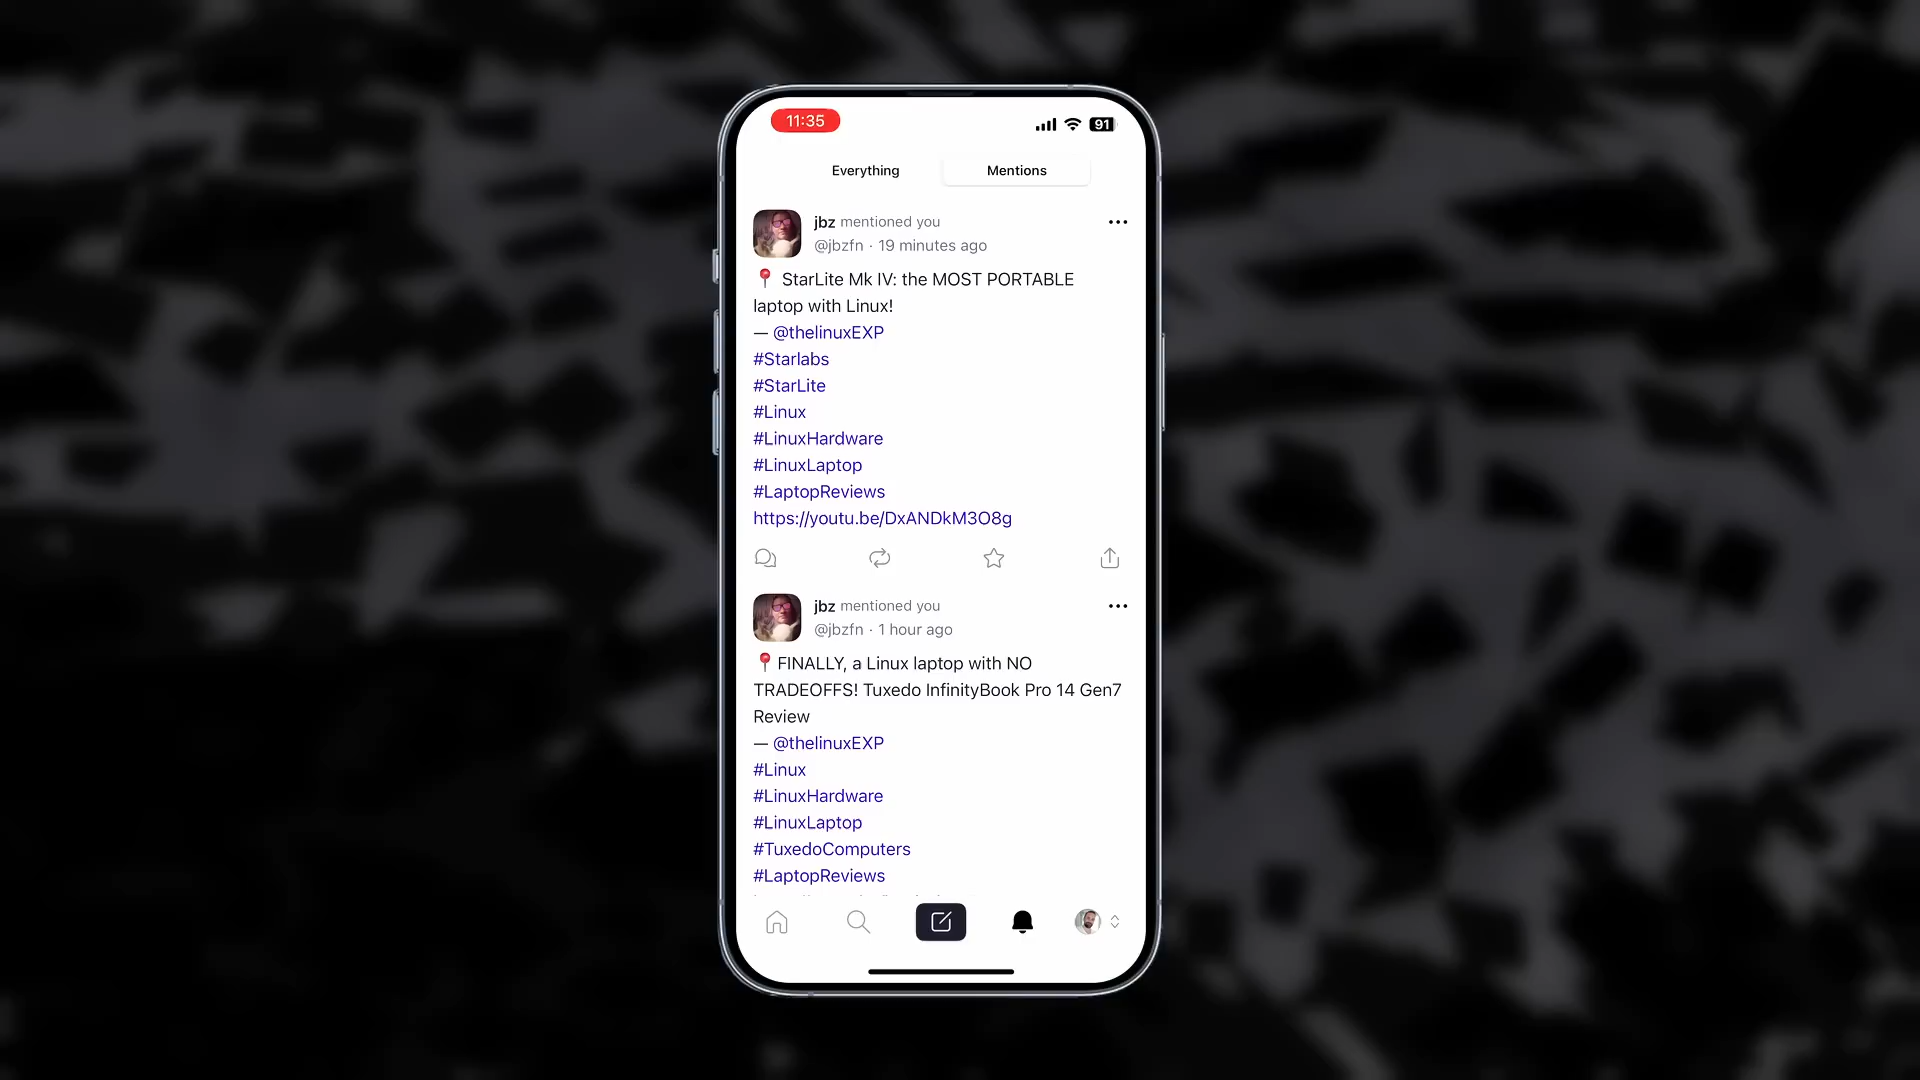 11:35
91
Everything
Mentions
jbz mentioned you
@jbzfn · 19 minutes ago
📍 StarLite Mk IV: the MOST PORTABLE
laptop with Linux!
— @thelinuxEXP
#Starlabs
#StarLite
#Linux
#LinuxHardware
#LinuxLaptop
#LaptopReviews
https://youtu.be/DxANDkM3O8g
jbz mentioned you
@jbzfn · 1 hour ago
📍FINALLY, a Linux laptop with NO
TRADEOFFS! Tuxedo InfinityBook Pro 14 Gen7
Review
— @thelinuxEXP
#Linux
#LinuxHardware
#LinuxLaptop
#TuxedoComputers
#LaptopReviews